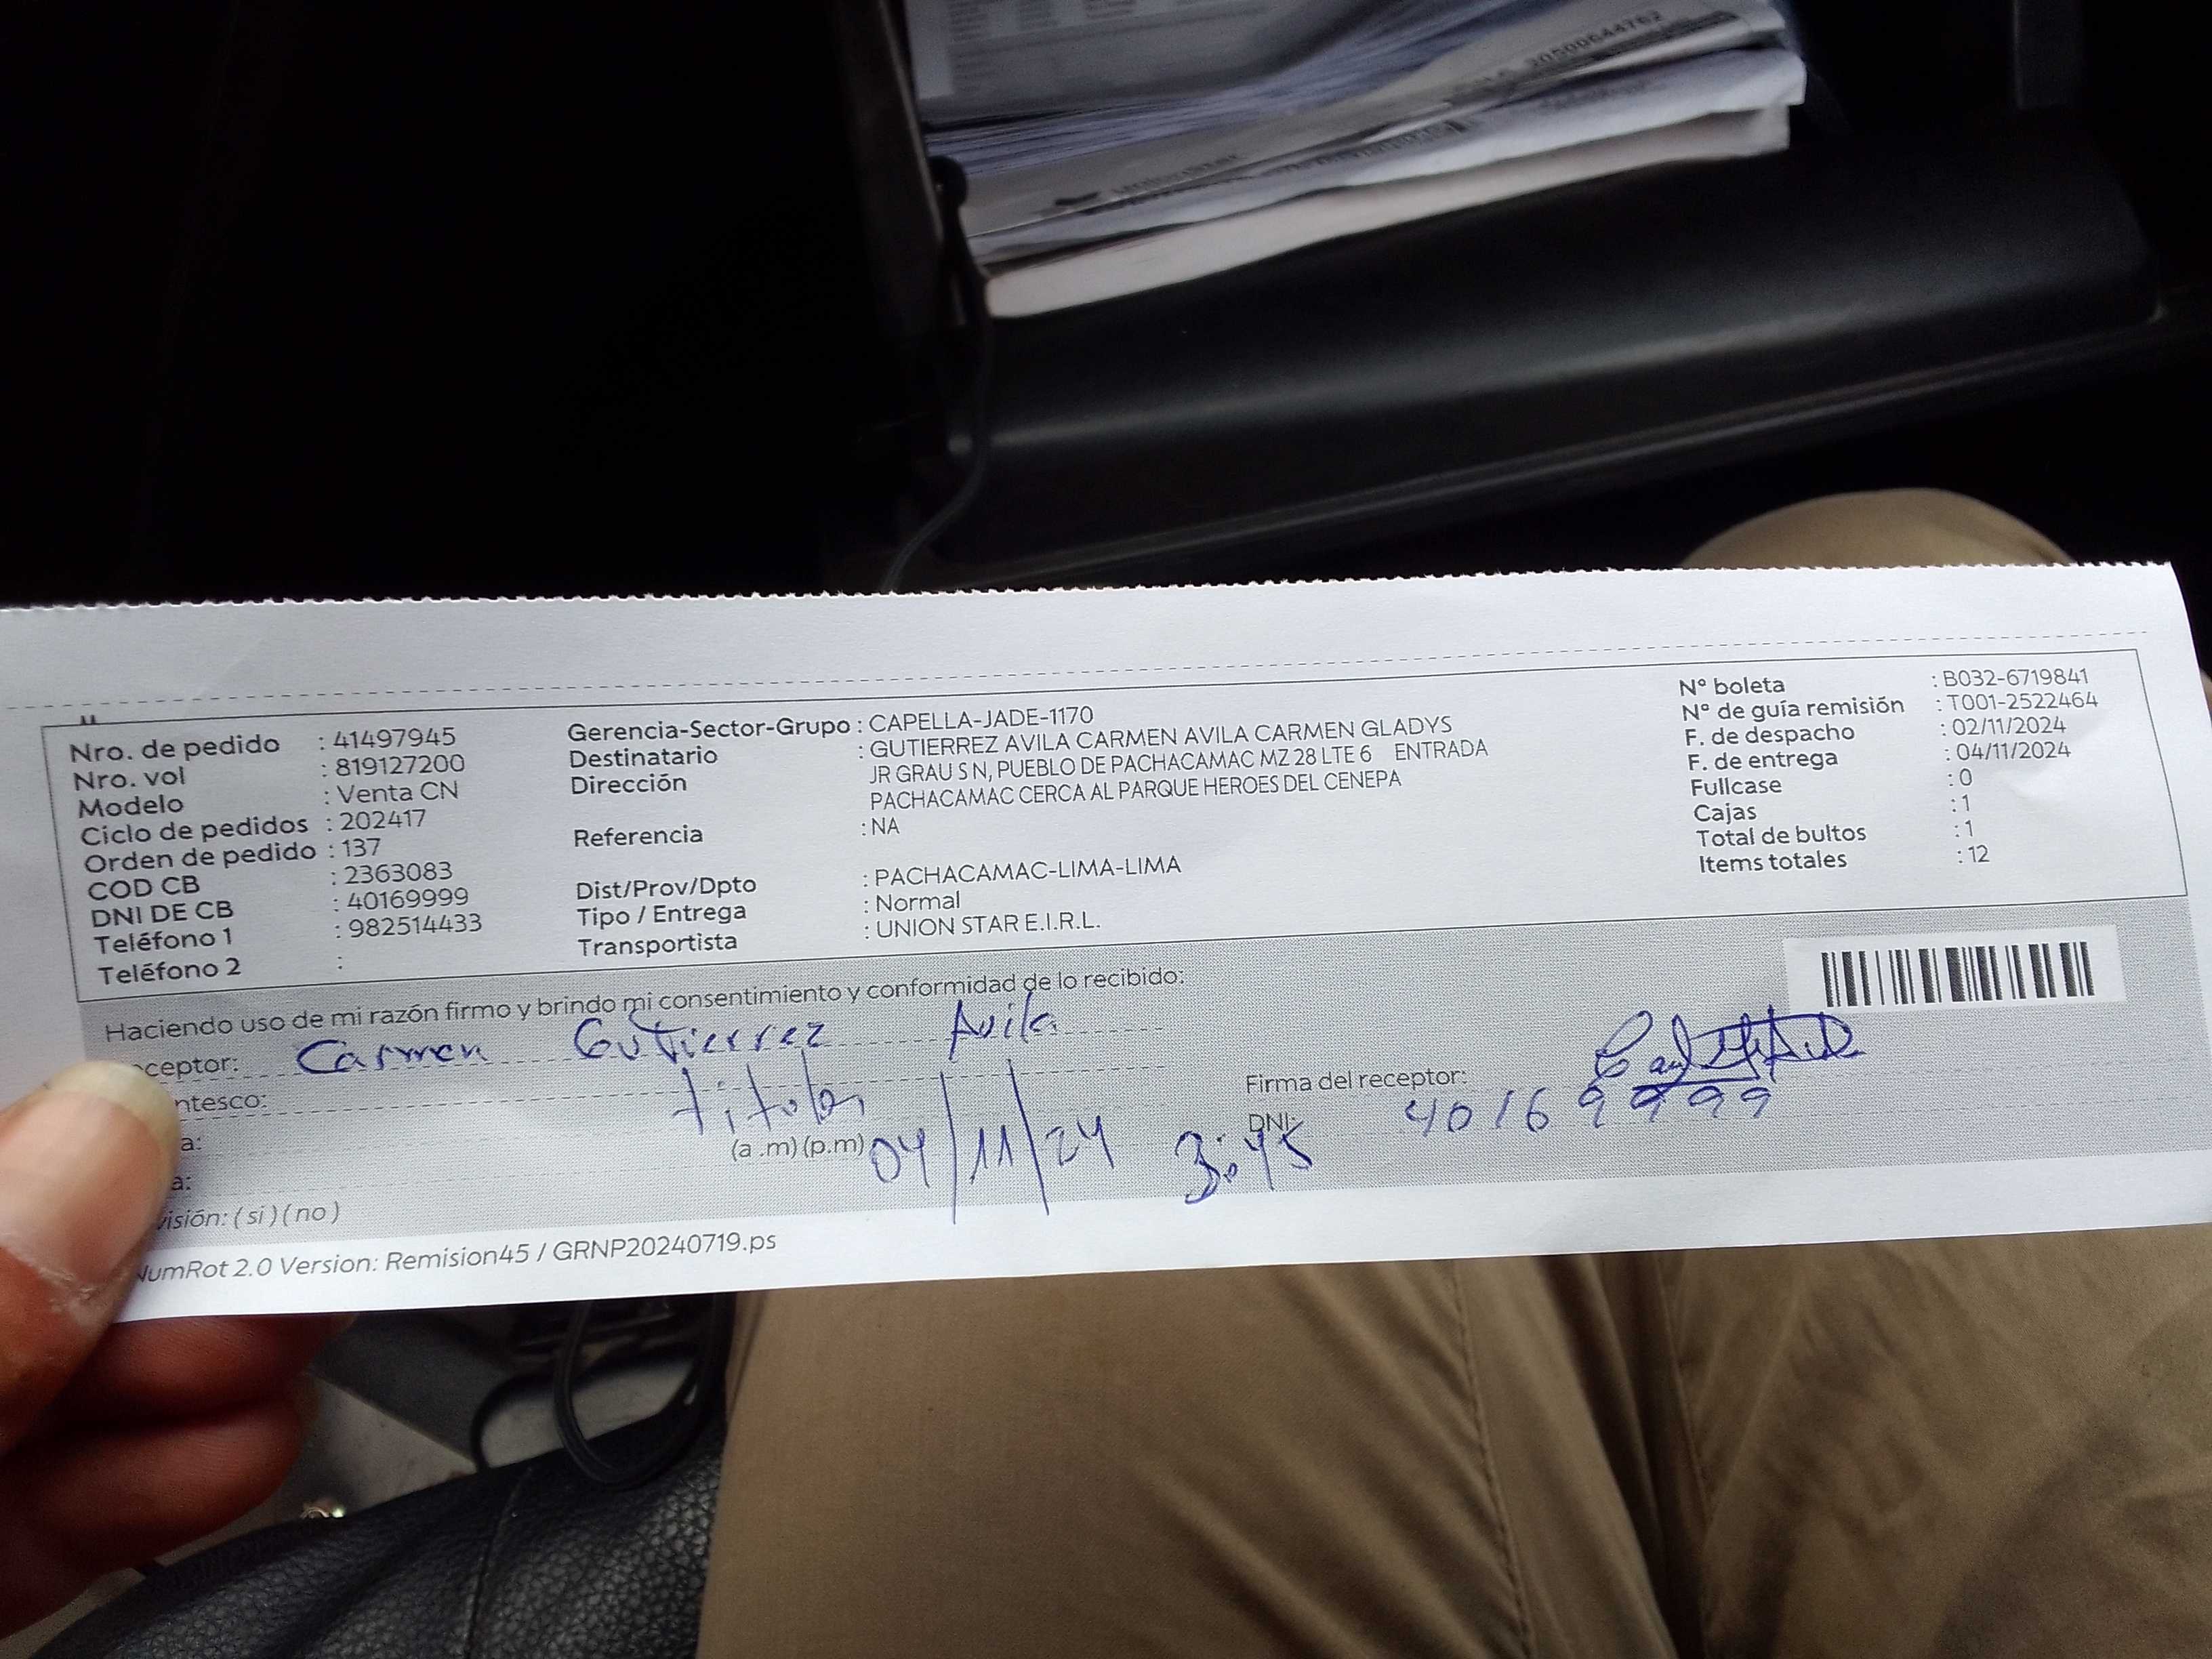 20500644762
Nro. de pedido : 41497945
Nro. vol : 819127200
Modelo : Venta CN
Ciclo de pedidos : 202417
Orden de pedido : 137
COD CB : 2363083
DNI DE CB : 40169999
Teléfono 1 : 982514433
Teléfono 2 :
Gerencia-Sector-Grupo : CAPELLA-JADE-1170
Destinatario : GUTIERREZ AVILA CARMEN AVILA CARMEN GLADYS
Dirección JR GRAU S N, PUEBLO DE PACHACAMAC MZ 28 LTE 6 ENTRADA
PACHACAMAC CERCA AL PARQUE HEROES DEL CENEPA
Referencia : NA
Dist/Prov/Dpto : PACHACAMAC-LIMA-LIMA
Tipo / Entrega : Normal
Transportista : UNION STAR E.I.R.L.
N° boleta : B032-6719841
N° de guía remisión : T001-2522464
F. de despacho : 02/11/2024
F. de entrega : 04/11/2024
Fullcase : 0
Cajas : 1
Total de bultos : 1
Items totales : 12
Haciendo uso de mi razón firmo y brindo mi consentimiento y conformidad de lo recibido:
ceptor: Carmen Gutierrez Avila
ntesco: titular
Firma del receptor:
a: (a .m) (p.m) 04/11/24 3:45
DNI: 40169999
a:
visión: ( si ) ( no )
NumRot 2.0 Version: Remision45 / GRNP20240719.ps